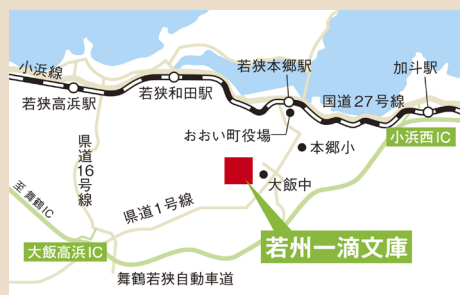 小浜線
若狭高浜駅
若狭和田駅
若狭本郷駅
加斗駅
国道27号線
小浜西IC
おおい町役場
本郷小
県道16号線
大飯中
至 舞鶴IC
県道1号線
大飯高浜IC
若州一滴文庫
舞鶴若狭自動車道